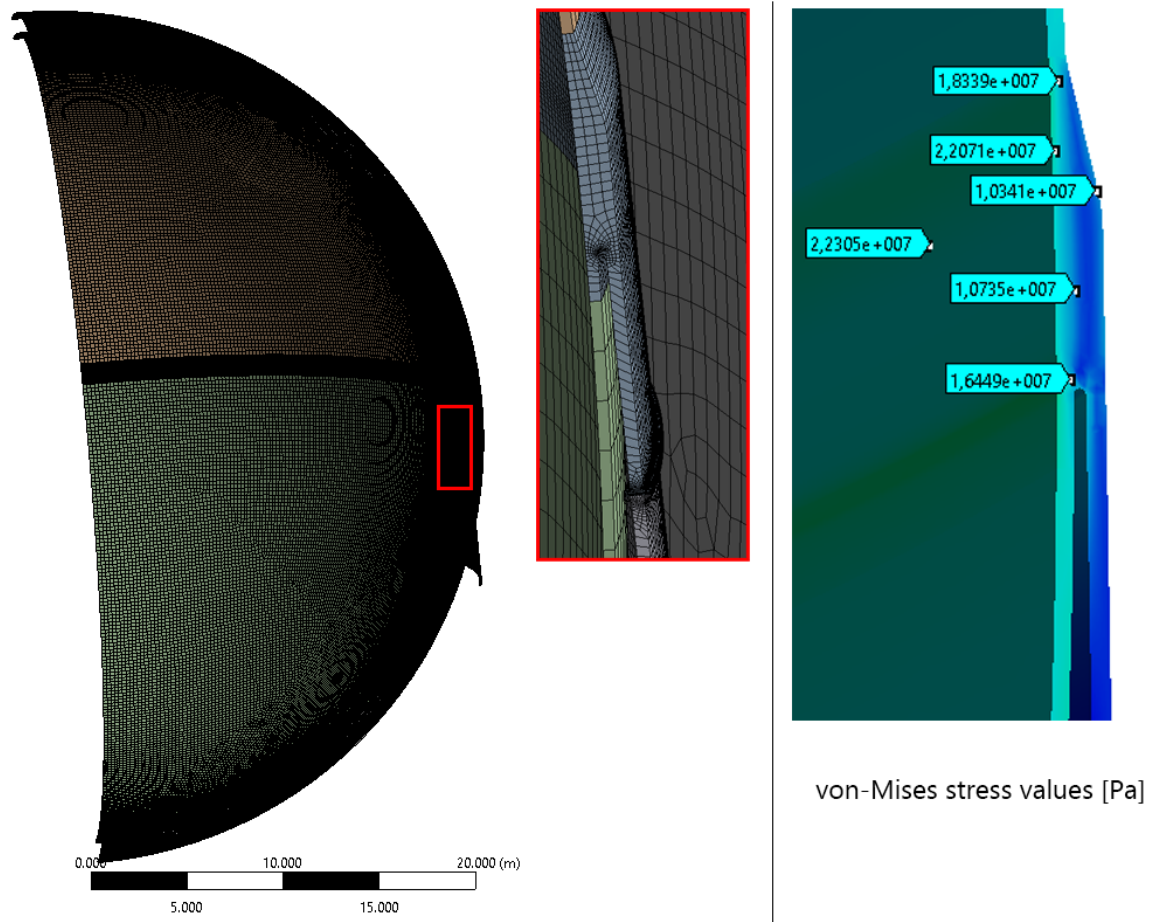 1,8339e+007
2,2071e+007
1,0341e+007
2,2305e+007
1,0735e+007
1,6449e+007
von-Mises stress values [Pa]
0.000 10.000 20.000 (m)
5.000 15.000